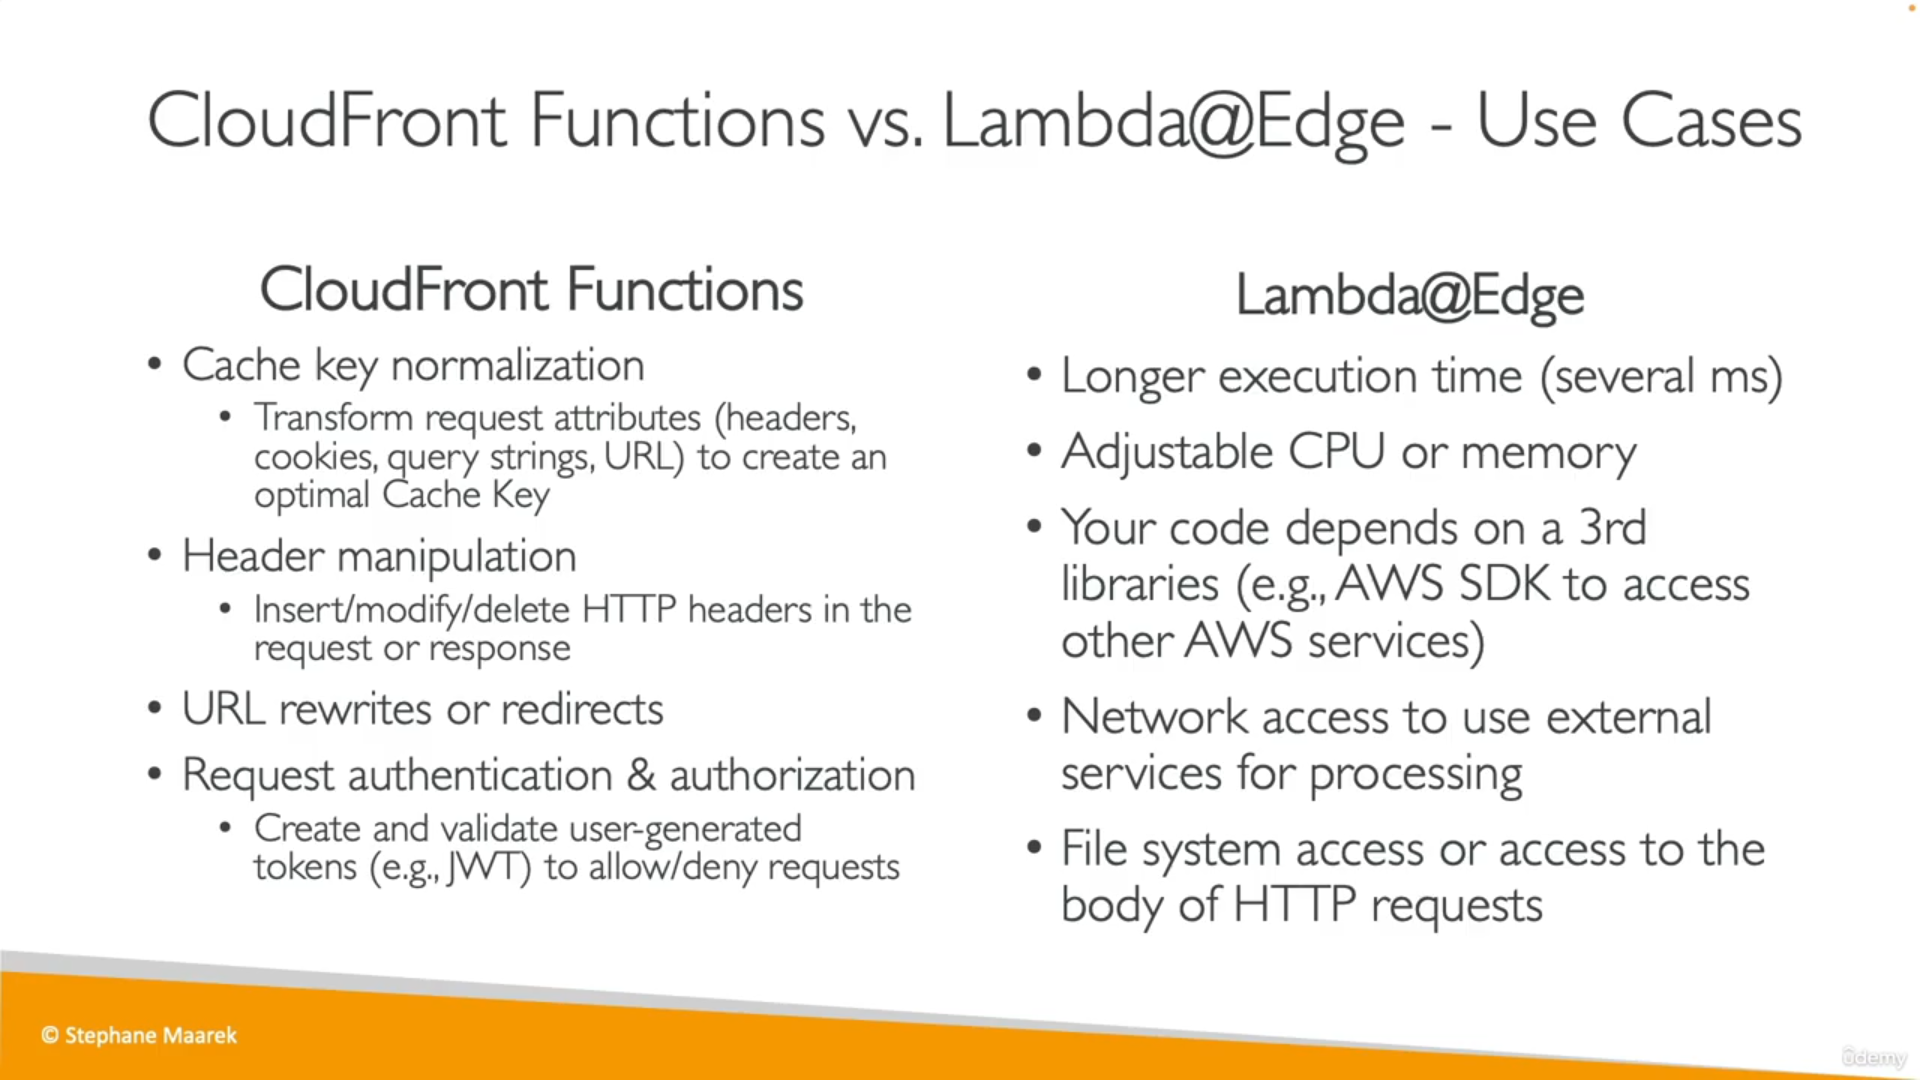 CloudFront Functions vs. Lambda@Edge - Use Cases
CloudFront Functions
• Cache key normalization
• Transform request attributes (headers,
cookies, query strings, URL) to create an
optimal Cache Key
• Header manipulation
• Insert/modify/delete HTTP headers in the
request or response
• URL rewrites or redirects
• Request authentication & authorization
• Create and validate user-generated
tokens (e.g., JWT) to allow/deny requests
Lambda@Edge
• Longer execution time (several ms)
• Adjustable CPU or memory
• Your code depends on a 3rd
libraries (e.g., AWS SDK to access
other AWS services)
• Network access to use external
services for processing
• File system access or access to the
body of HTTP requests
© Stephane Maarek
ûdemy